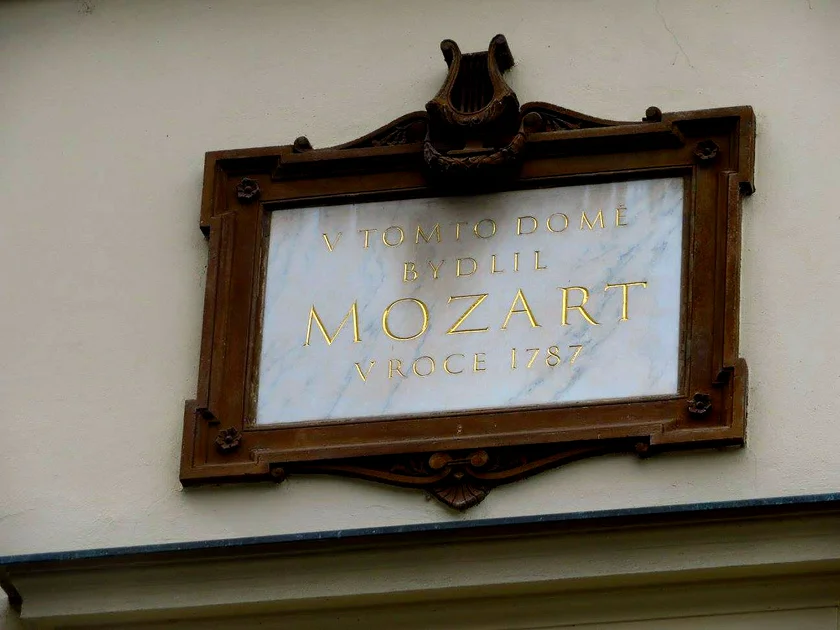 V TOMTO DOMĚ
BYDLIL
MOZART
V ROCE 1787